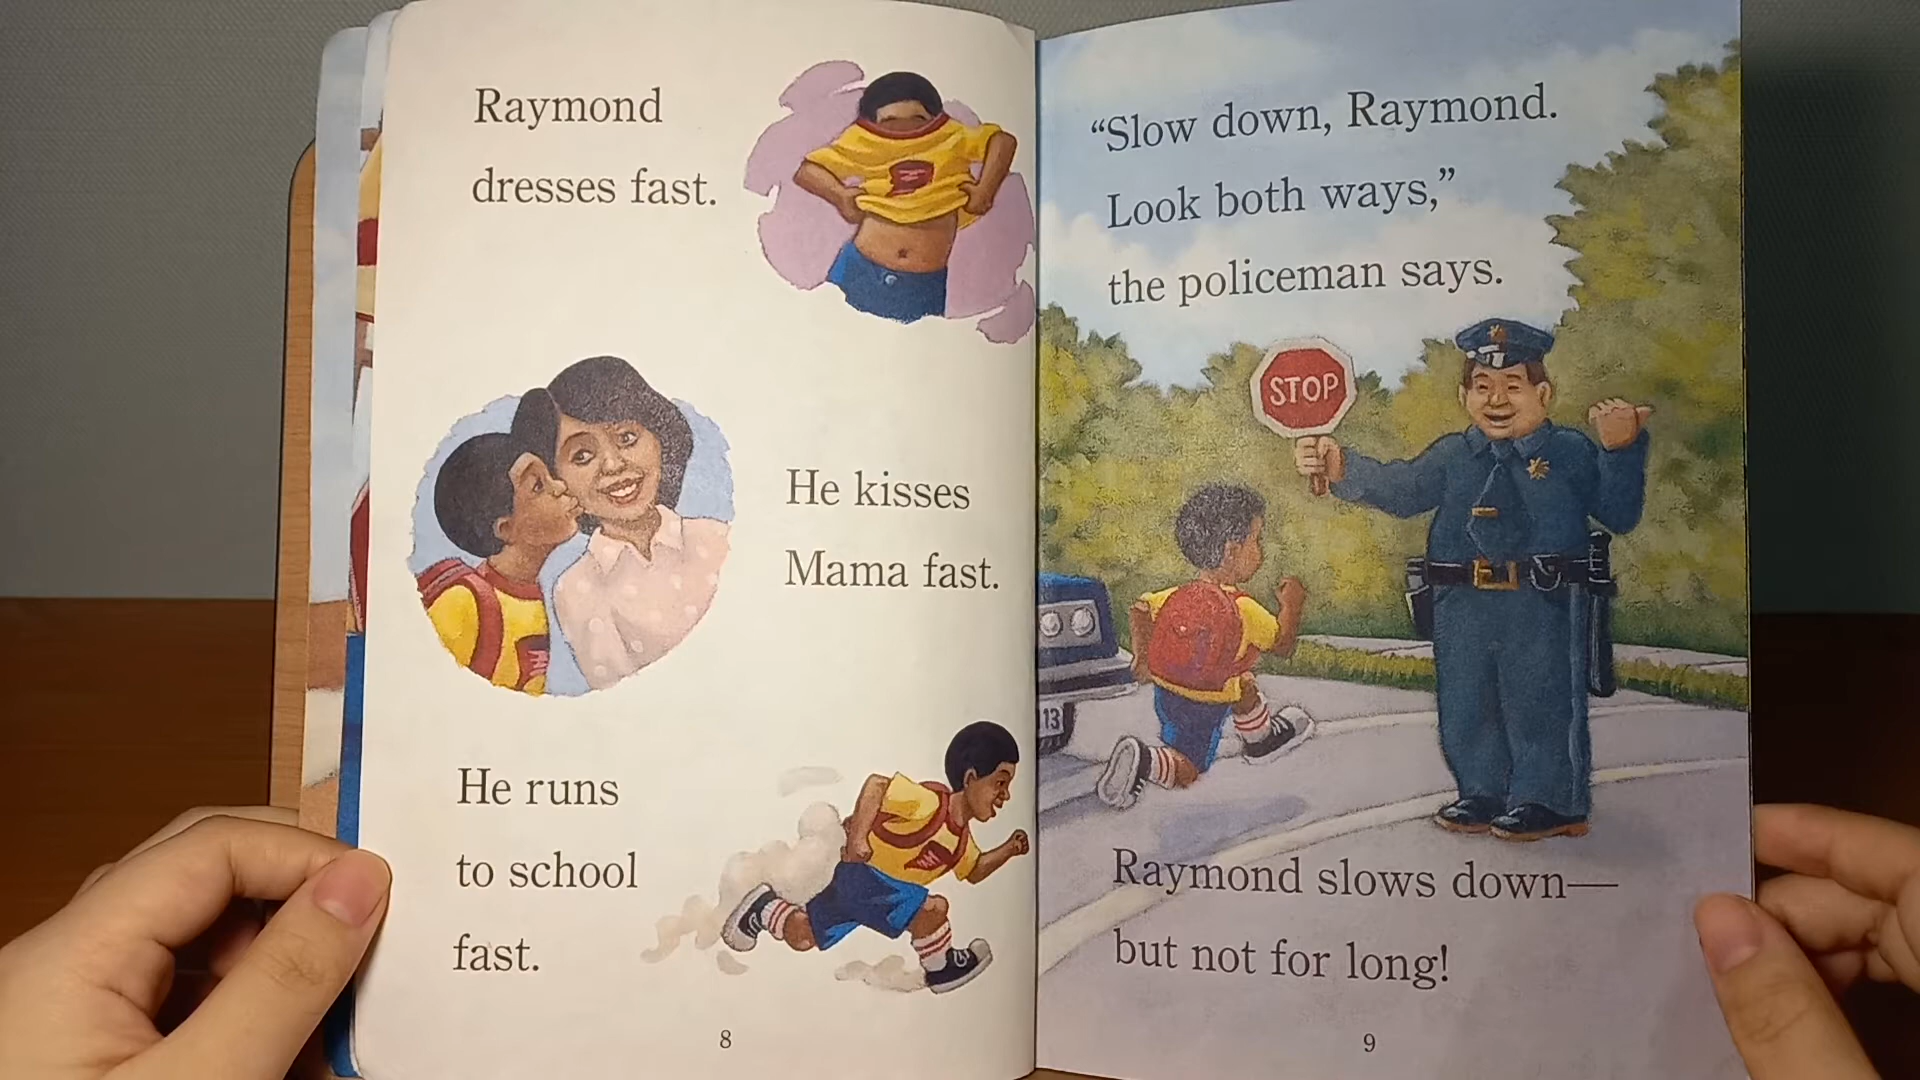 Raymond
dresses fast.
He kisses
Mama fast.
He runs
to school
fast.
8
“Slow down, Raymond.
Look both ways,”
the policeman says.
STOP
13
Raymond slows down—
but not for long!
9